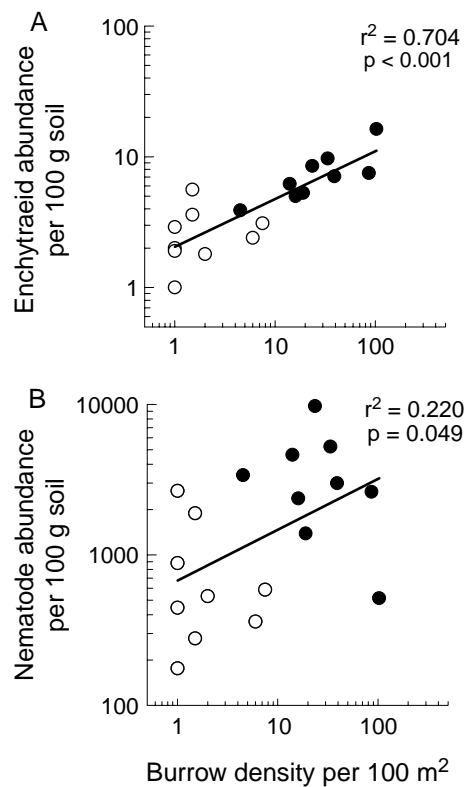 A
r² = 0.704
p < 0.001
Enchytraeid abundance
per 100 g soil
100
10
1
1 10 100
B
r² = 0.220
p = 0.049
Nematode abundance
per 100 g soil
10000
1000
100
1 10 100
Burrow density per 100 m²